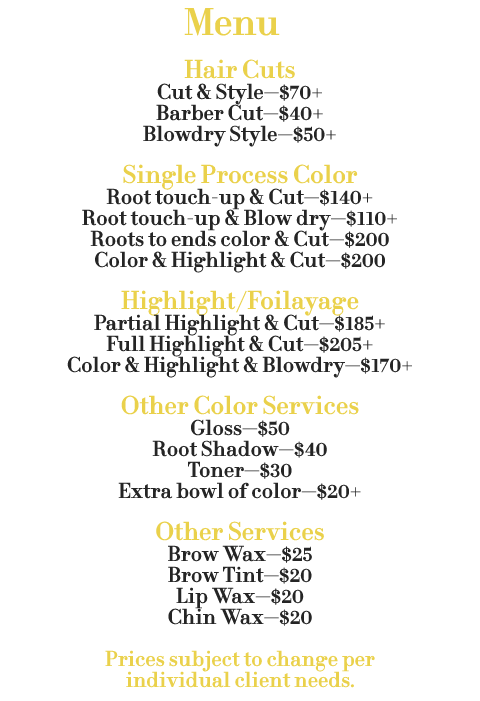 Menu
Hair Cuts
Cut & Style—$70+
Barber Cut—$40+
Blowdry Style—$50+
Single Process Color
Root touch-up & Cut—$140+
Root touch-up & Blow dry—$110+
Roots to ends color & Cut—$200
Color & Highlight & Cut—$200
Highlight/Foilayage
Partial Highlight & Cut—$185+
Full Highlight & Cut—$205+
Color & Highlight & Blowdry—$170+
Other Color Services
Gloss—$50
Root Shadow—$40
Toner—$30
Extra bowl of color—$20+
Other Services
Brow Wax—$25
Brow Tint—$20
Lip Wax—$20
Chin Wax—$20
Prices subject to change per
individual client needs.